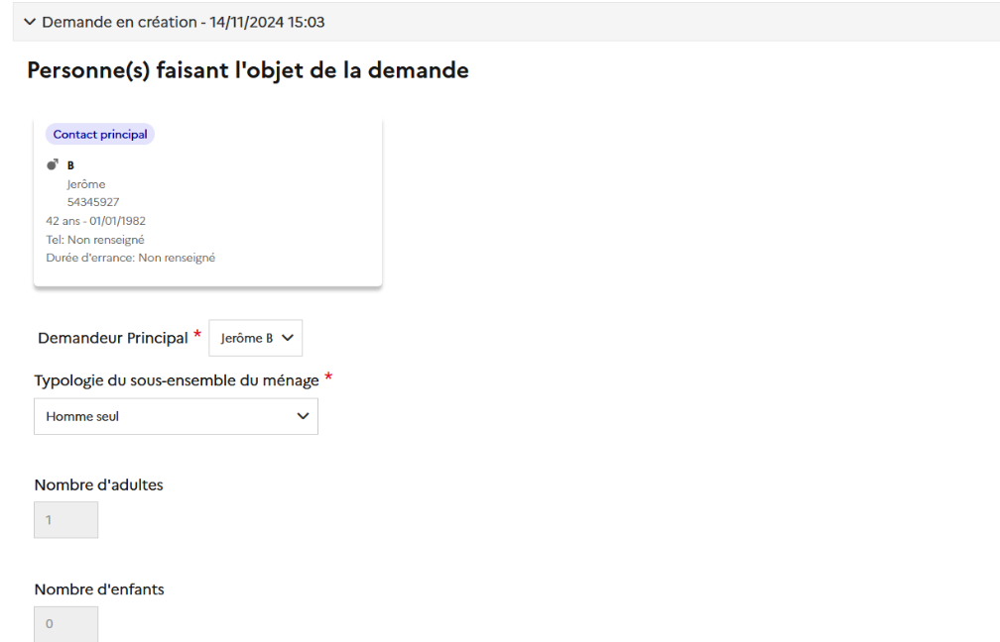 Demande en création - 14/11/2024 15:03
Personne(s) faisant l'objet de la demande
Contact principal
B
Jerôme
54345927
42 ans - 01/01/1982
Tel: Non renseigné
Durée d'errance: Non renseigné
Demandeur Principal * Jerôme B
Typologie du sous-ensemble du ménage *
Homme seul
Nombre d'adultes
1
Nombre d'enfants
0